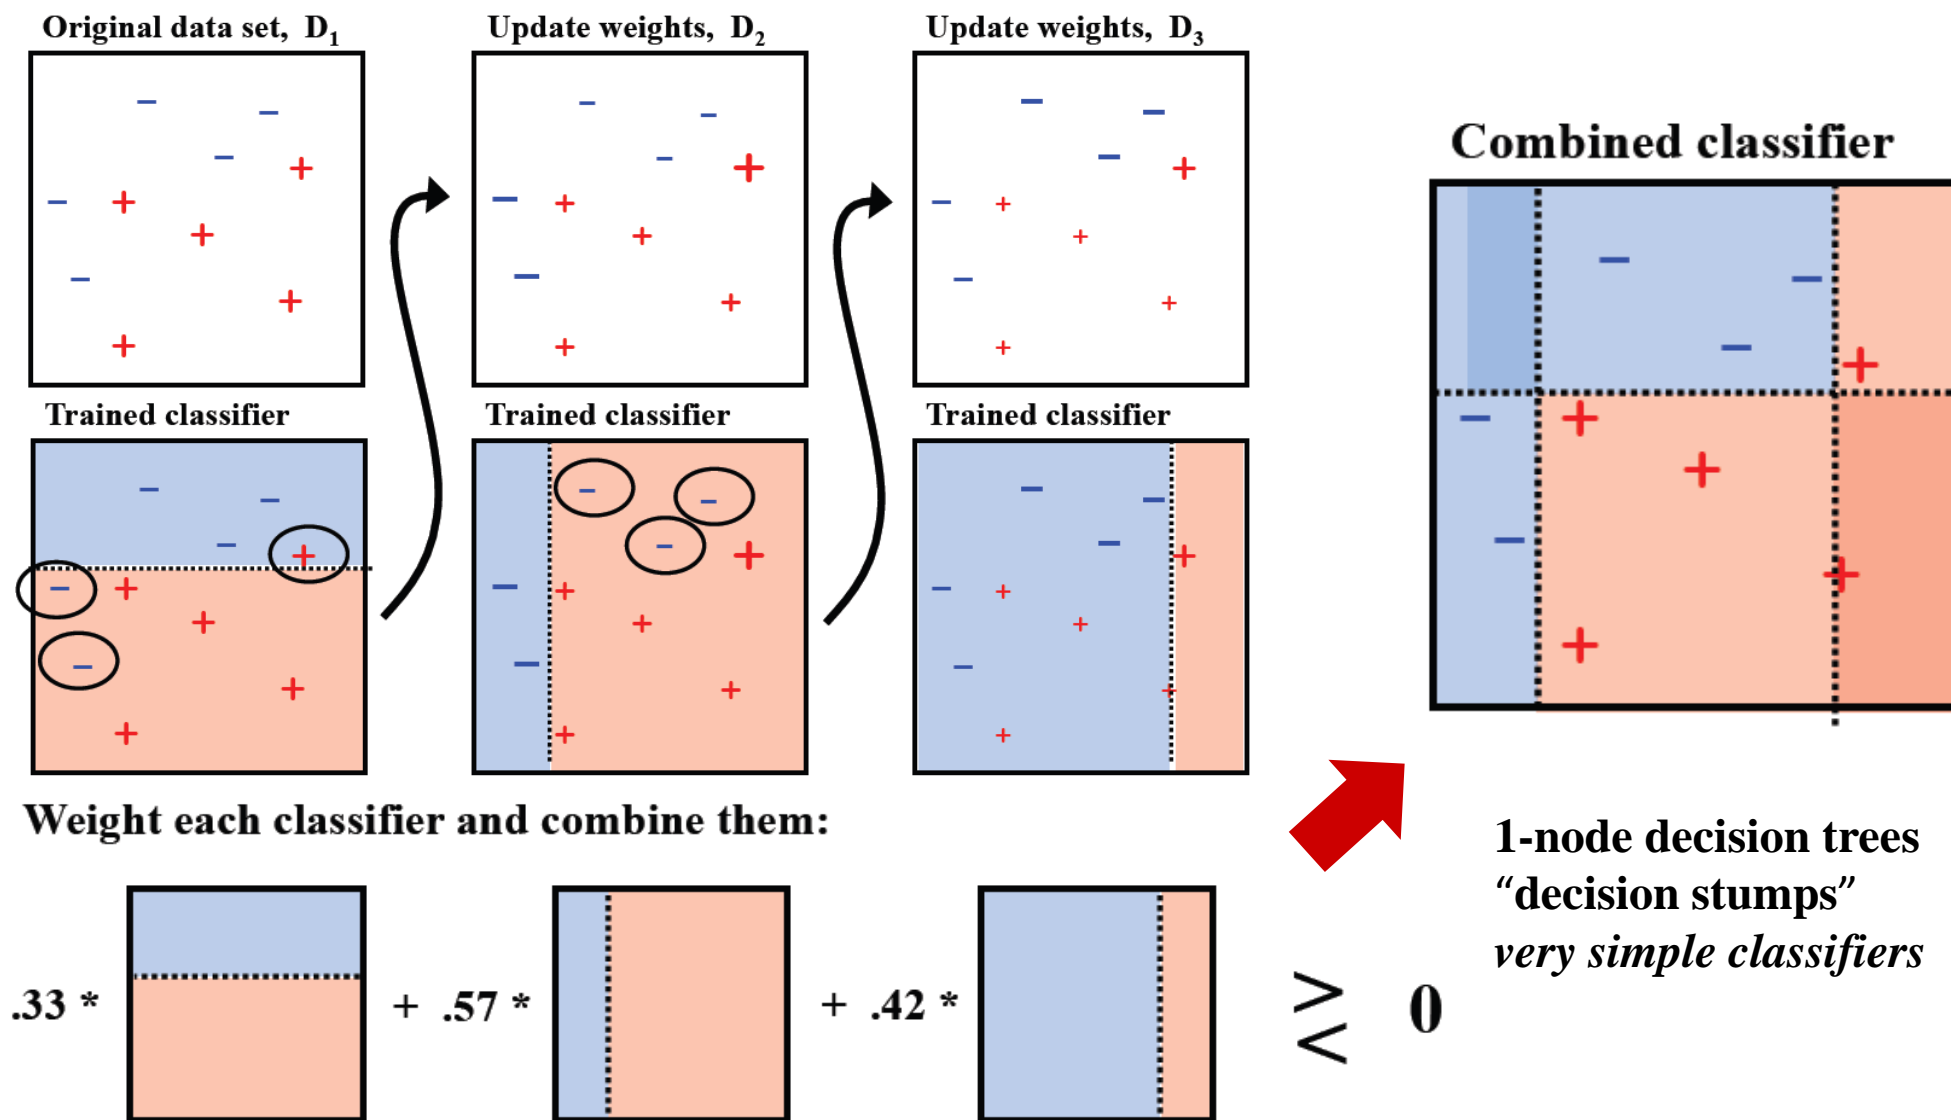 Original data set, D₁
Update weights, D₂
Update weights, D₃
Trained classifier
Trained classifier
Trained classifier
Combined classifier
Weight each classifier and combine them:
.33 * + .57 * + .42 * ≷ 0
1-node decision trees
“decision stumps”
very simple classifiers